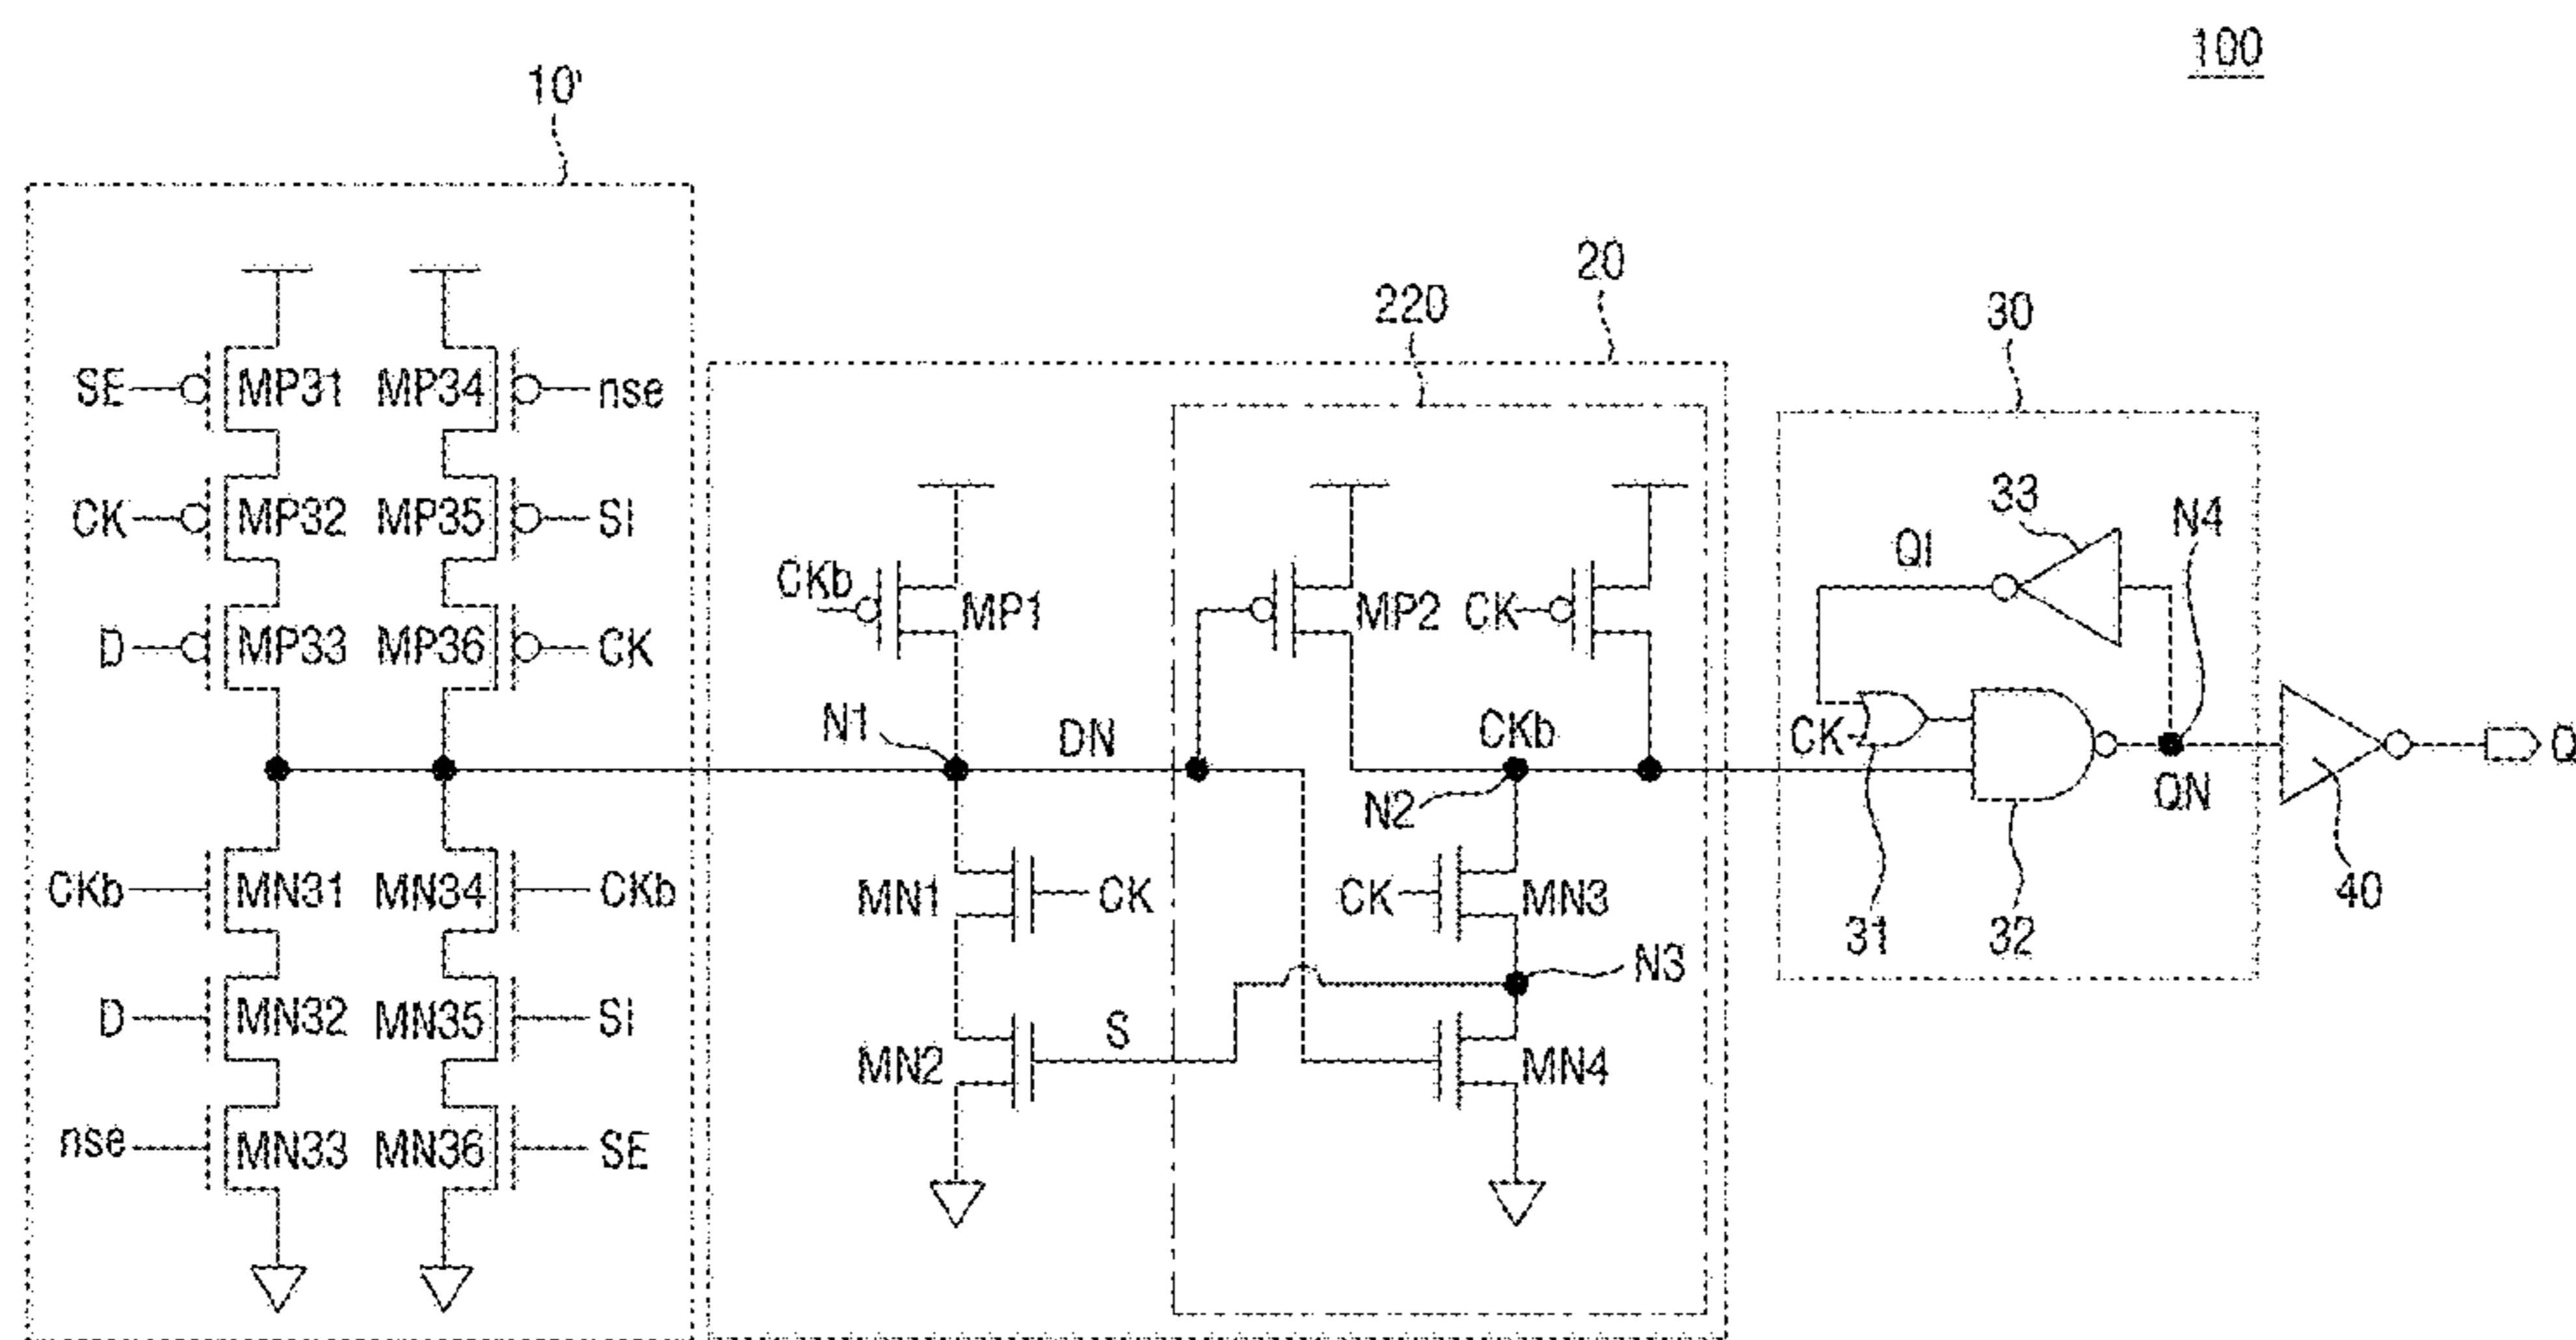 100
10'
20
220
30
SE MP31 MP34 nse
CK MP32 MP35 SI
D MP33 MP36 CK
CKb MN31 MN34 CKb
D MN32 MN35 SI
nse MN33 MN36 SE
CKb MP1
MP2 CK
N1 DN CKb
N2
MN1 CK
CK MN3
N3
MN2 S MN4
33 N4
QI
CK
31 32
QN
40
Q